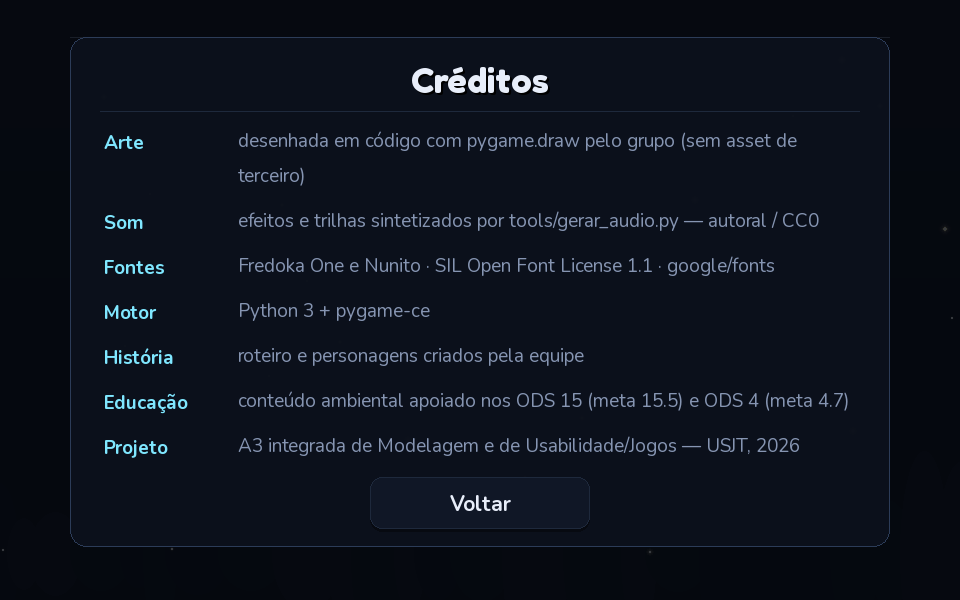 Créditos
Arte desenhada em código com pygame.draw pelo grupo (sem asset de
terceiro)
Som efeitos e trilhas sintetizados por tools/gerar_audio.py — autoral / CC0
Fontes Fredoka One e Nunito · SIL Open Font License 1.1 · google/fonts
Motor Python 3 + pygame-ce
História roteiro e personagens criados pela equipe
Educação conteúdo ambiental apoiado nos ODS 15 (meta 15.5) e ODS 4 (meta 4.7)
Projeto A3 integrada de Modelagem e de Usabilidade/Jogos — USJT, 2026
Voltar